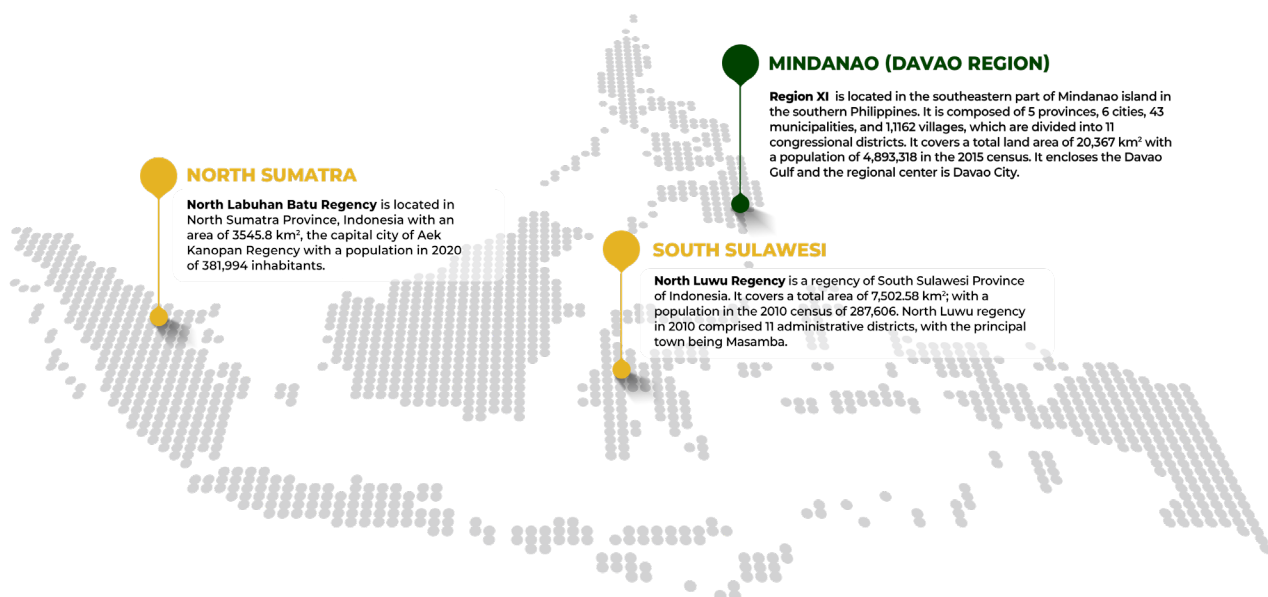 MINDANAO (DAVAO REGION)
Region XI is located in the southeastern part of Mindanao island in
the southern Philippines. It is composed of 5 provinces, 6 cities, 43
municipalities, and 1,1162 villages, which are divided into 11
congressional districts. It covers a total land area of 20,367 km² with
a population of 4,893,318 in the 2015 census. It encloses the Davao
Gulf and the regional center is Davao City.
NORTH SUMATRA
North Labuhan Batu Regency is located in
North Sumatra Province, Indonesia with an
area of 3545.8 km², the capital city of Aek
Kanopan Regency with a population in 2020
of 381,994 inhabitants.
SOUTH SULAWESI
North Luwu Regency is a regency of South Sulawesi Province
of Indonesia. It covers a total area of 7,502.58 km²; with a
population in the 2010 census of 287,606. North Luwu regency
in 2010 comprised 11 administrative districts, with the principal
town being Masamba.